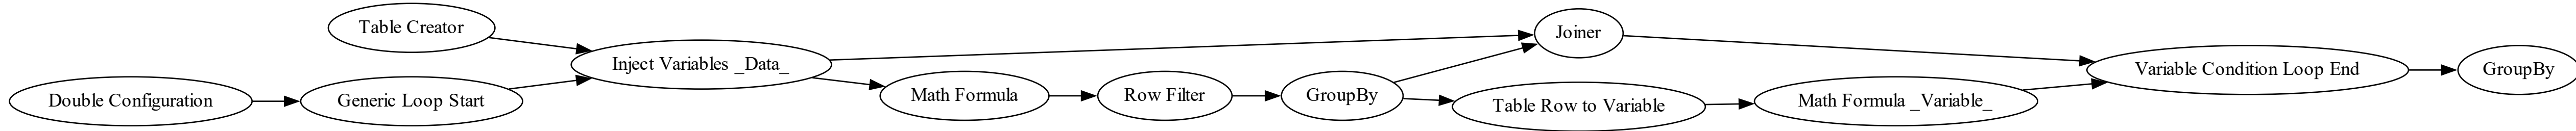 Table Creator
Double Configuration
Generic Loop Start
Inject Variables _Data_
Math Formula
Row Filter
GroupBy
Joiner
Table Row to Variable
Math Formula _Variable_
Variable Condition Loop End
GroupBy